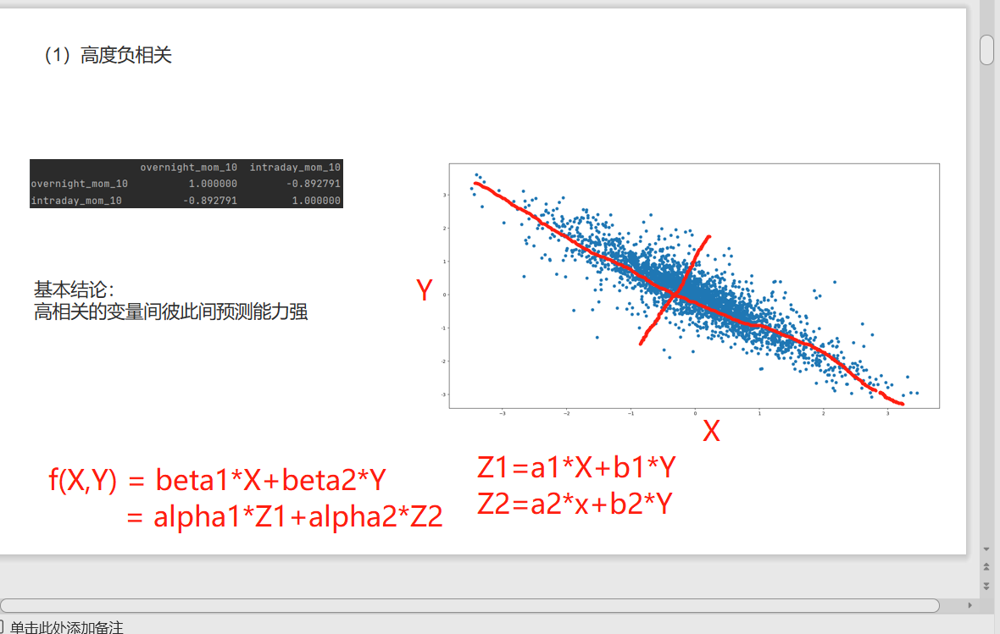 （1）高度负相关
overnight_mom_10 intraday_mom_10
overnight_mom_10 1.000000 -0.892791
intraday_mom_10 -0.892791 1.000000
基本结论：
高相关的变量间彼此间预测能力强
Y
3
2
1
0
-1
-2
-3
-3 -2 -1 0 1 2 3
X
f(X,Y) = beta1*X+beta2*Y
= alpha1*Z1+alpha2*Z2
Z1=a1*X+b1*Y
Z2=a2*x+b2*Y
单击此处添加备注